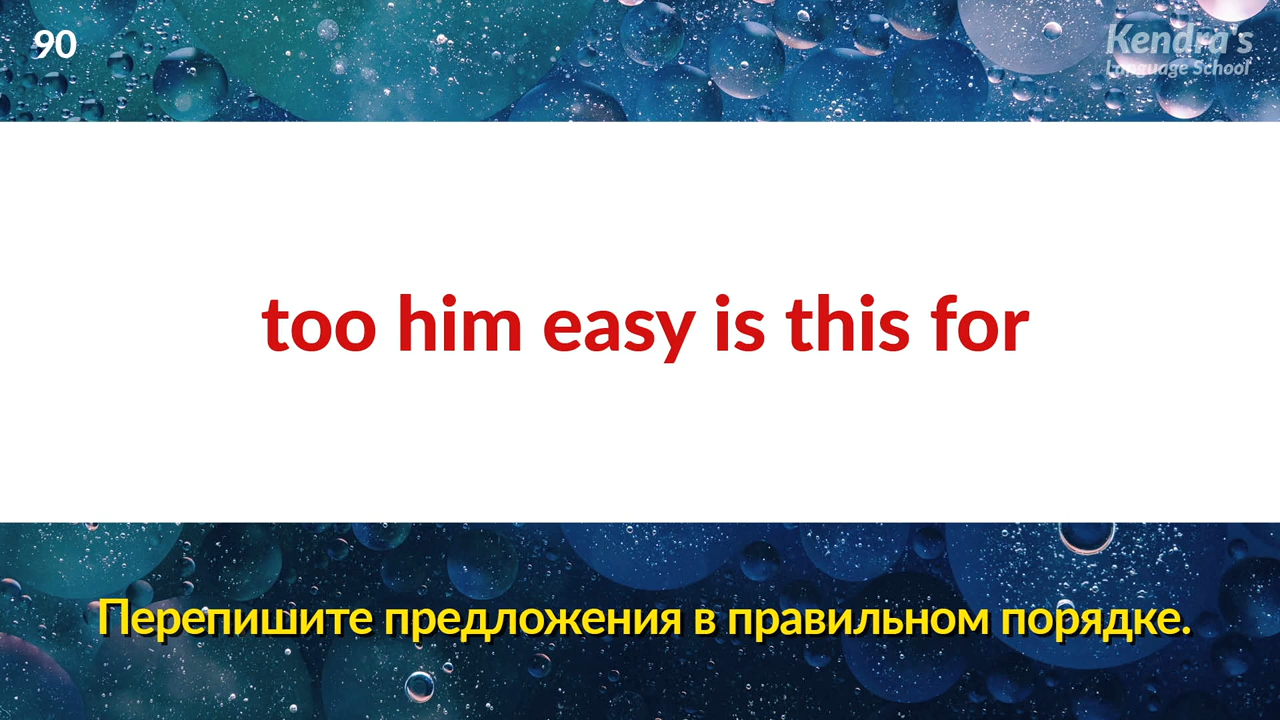 90
Kendra's
Language School
too him easy is this for
Перепишите предложения в правильном порядке.